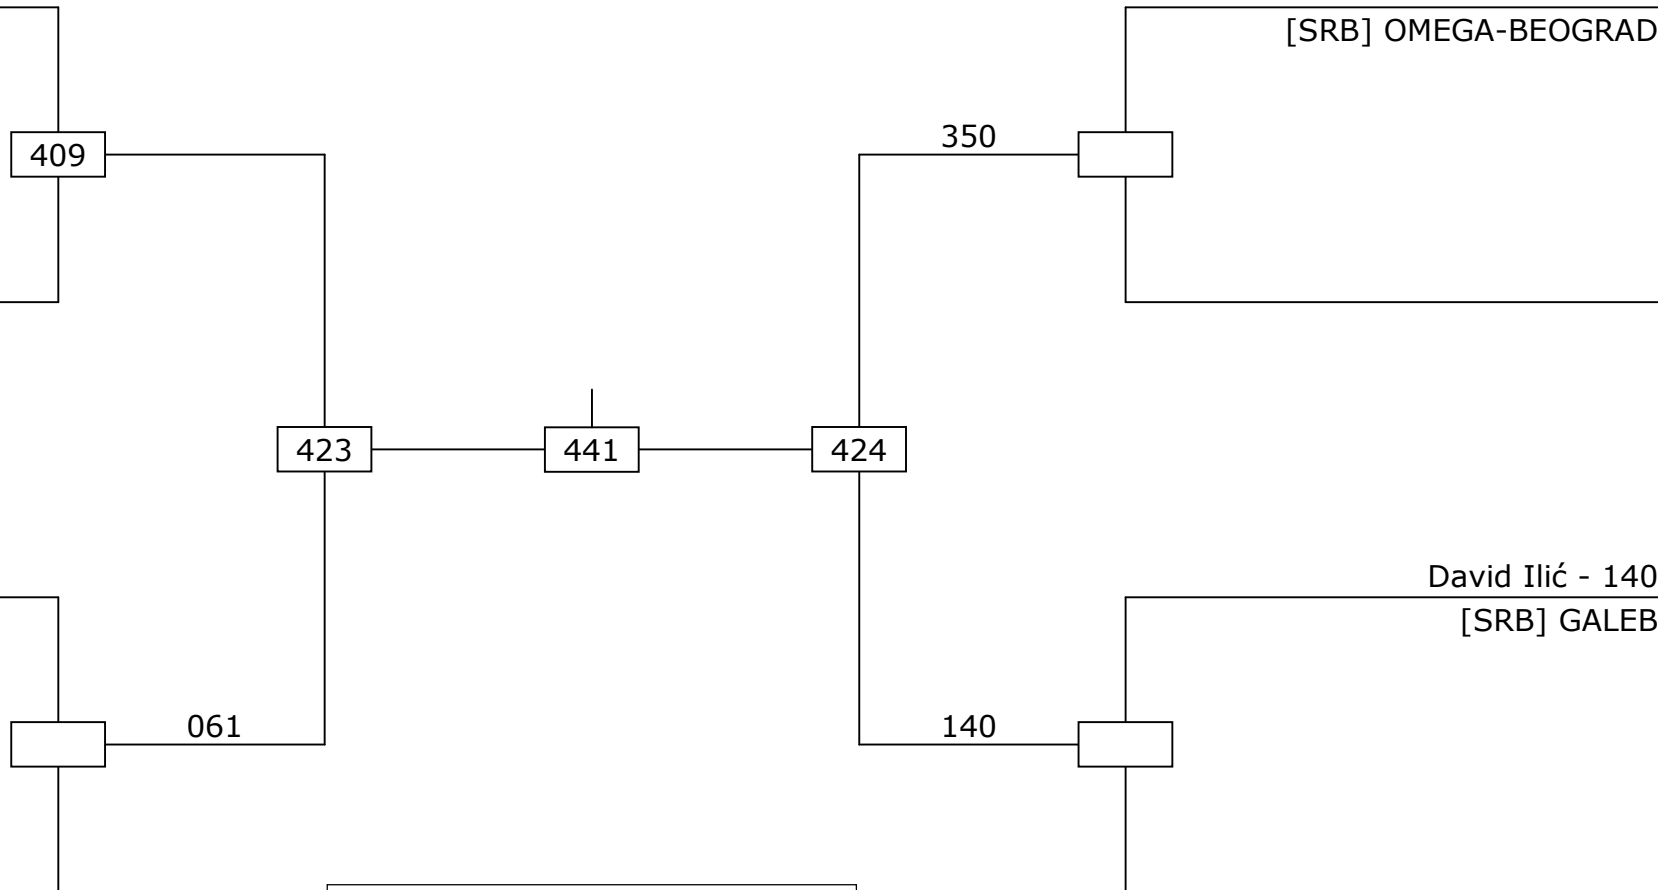 [SRB] OMEGA-BEOGRAD
350
409
423
441
424
David Ilić - 140
[SRB] GALEB
061
140